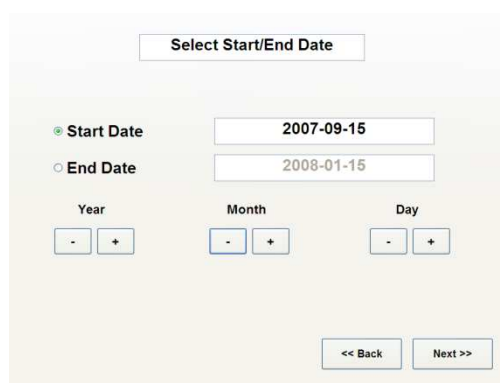 Select Start/End Date
Start Date 2007-09-15
End Date 2008-01-15
Year Month Day
- + - + - +
<< Back Next >>